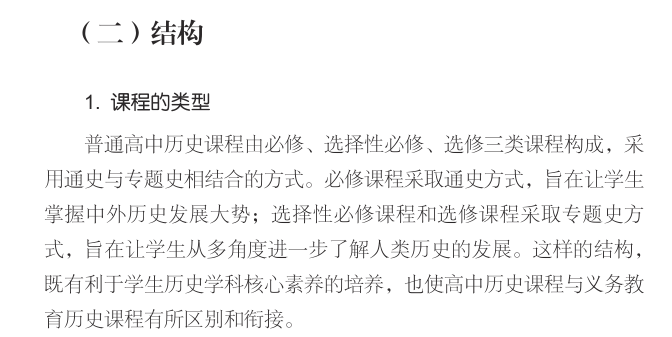 （二）结构
1. 课程的类型
普通高中历史课程由必修、选择性必修、选修三类课程构成，采
用通史与专题史相结合的方式。必修课程采取通史方式，旨在让学生
掌握中外历史发展大势；选择性必修课程和选修课程采取专题史方
式，旨在让学生从多角度进一步了解人类历史的发展。这样的结构，
既有利于学生历史学科核心素养的培养，也使高中历史课程与义务教
育历史课程有所区别和衔接。